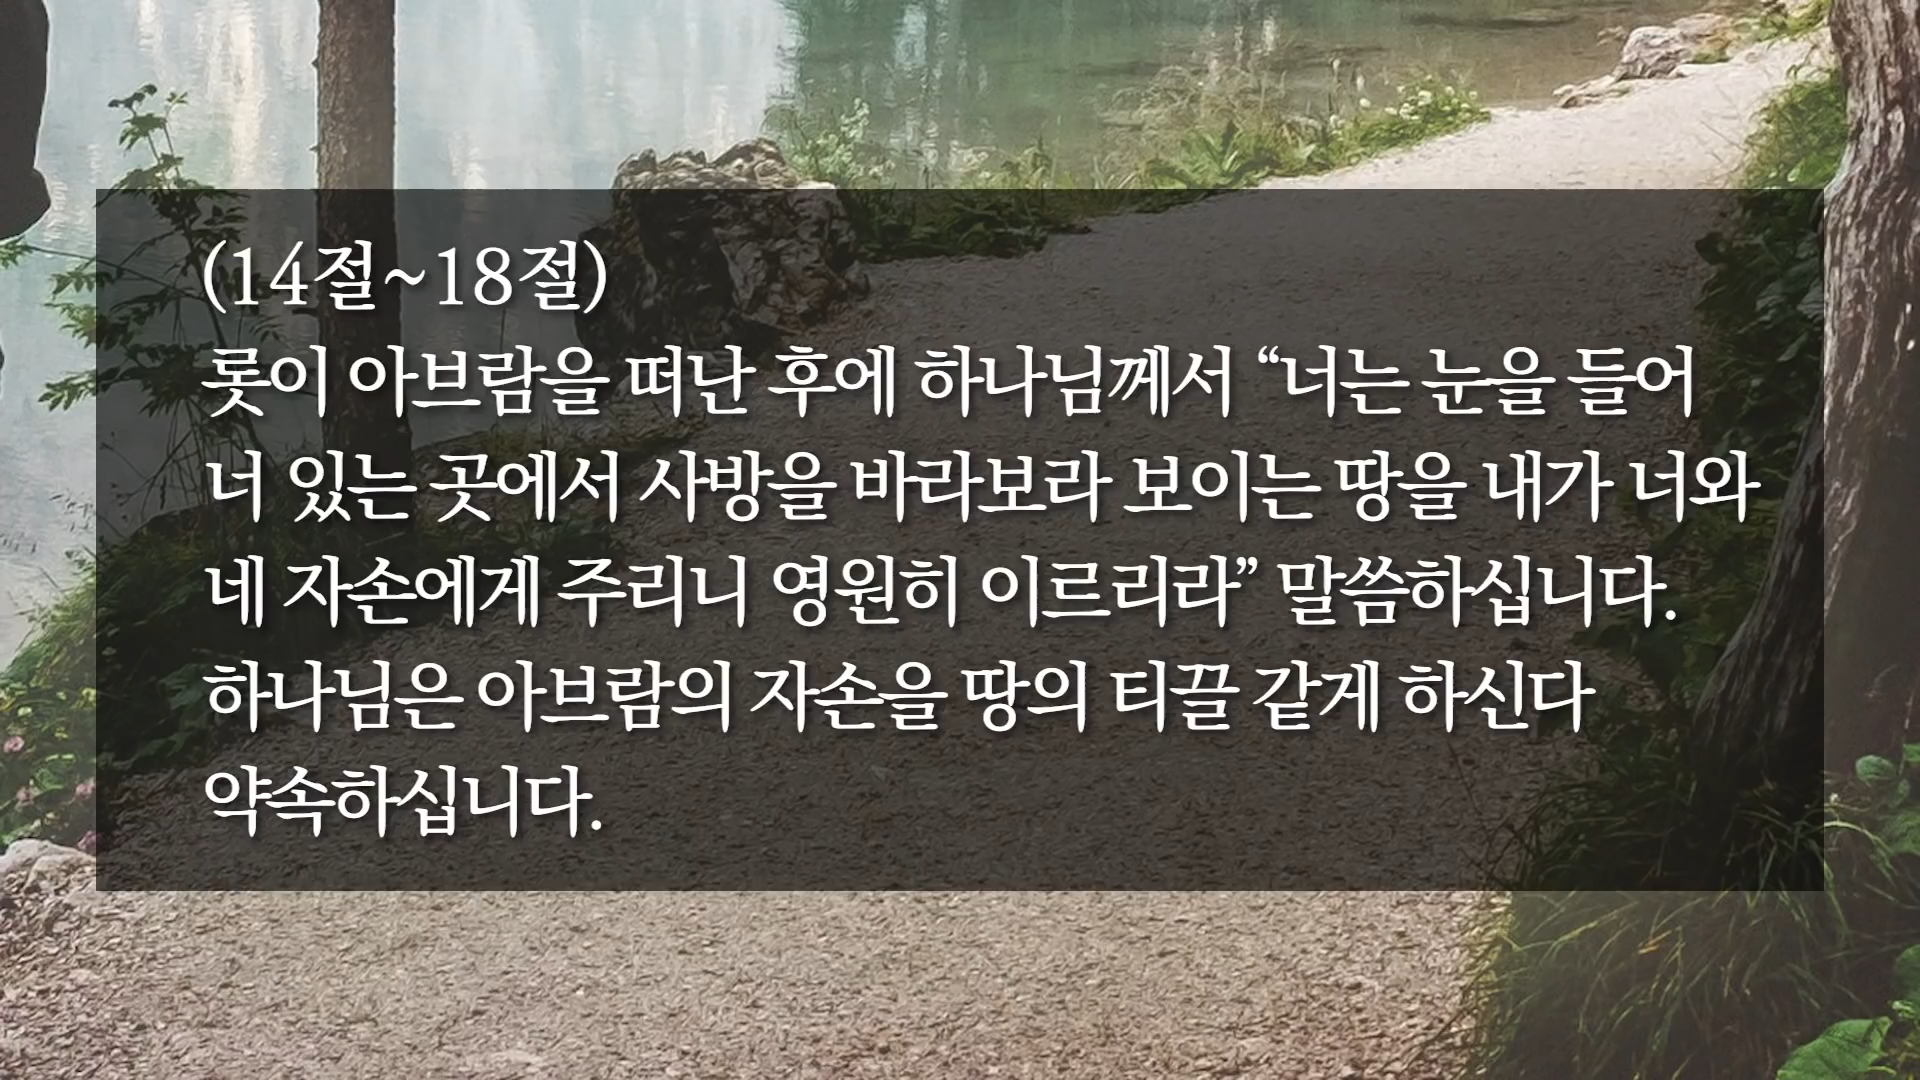 (14절~18절)
롯이 아브람을 떠난 후에 하나님께서 “너는 눈을 들어
너 있는 곳에서 사방을 바라보라 보이는 땅을 내가 너와
네 자손에게 주리니 영원히 이르리라” 말씀하십니다.
하나님은 아브람의 자손을 땅의 티끌 같게 하신다
약속하십니다.